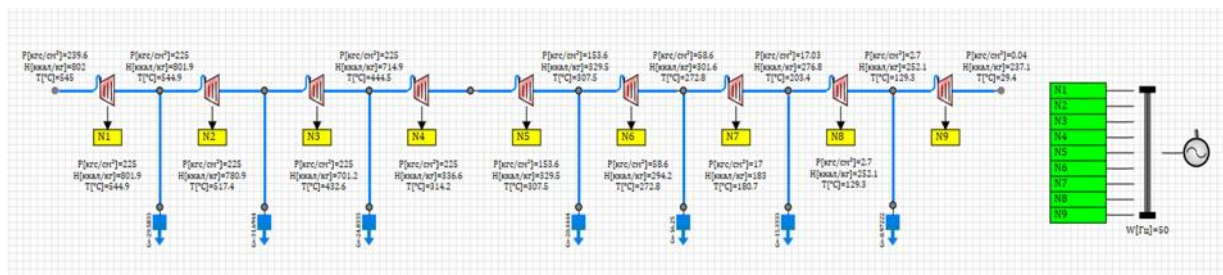 P[кгс/см²]=239.6
H[ккал/кг]=802
T[°C]=545
P[кгс/см²]=225
H[ккал/кг]=801.9
T[°C]=544.9
P[кгс/см²]=225
H[ккал/кг]=714.9
T[°C]=444.5
P[кгс/см²]=153.6
H[ккал/кг]=329.5
T[°C]=307.5
P[кгс/см²]=58.6
H[ккал/кг]=301.6
T[°C]=272.8
P[кгс/см²]=17.03
H[ккал/кг]=276.8
T[°C]=203.4
P[кгс/см²]=2.7
H[ккал/кг]=252.1
T[°C]=129.3
P[кгс/см²]=0.04
H[ккал/кг]=237.1
T[°C]=29.4
N1
N2
N3
N4
N5
N6
N7
N8
N9
P[кгс/см²]=225
H[ккал/кг]=801.9
T[°C]=544.9
P[кгс/см²]=225
H[ккал/кг]=780.9
T[°C]=517.4
P[кгс/см²]=225
H[ккал/кг]=701.2
T[°C]=432.6
P[кгс/см²]=225
H[ккал/кг]=336.6
T[°C]=314.2
P[кгс/см²]=153.6
H[ккал/кг]=329.5
T[°C]=307.5
P[кгс/см²]=58.6
H[ккал/кг]=294.2
T[°C]=272.8
P[кгс/см²]=17
H[ккал/кг]=183
T[°C]=180.7
P[кгс/см²]=2.7
H[ккал/кг]=252.1
T[°C]=129.3
N1
N2
N3
N4
N5
N6
N7
N8
N9
W[Гц]=50